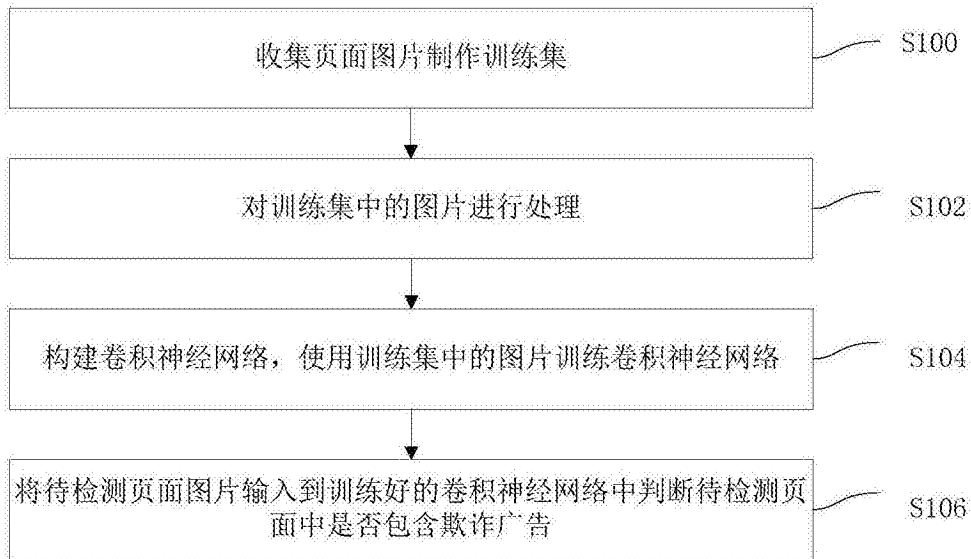 收集页面图片制作训练集
S100
对训练集中的图片进行处理
S102
构建卷积神经网络，使用训练集中的图片训练卷积神经网络
S104
将待检测页面图片输入到训练好的卷积神经网络中判断待检测页
面中是否包含欺诈广告
S106